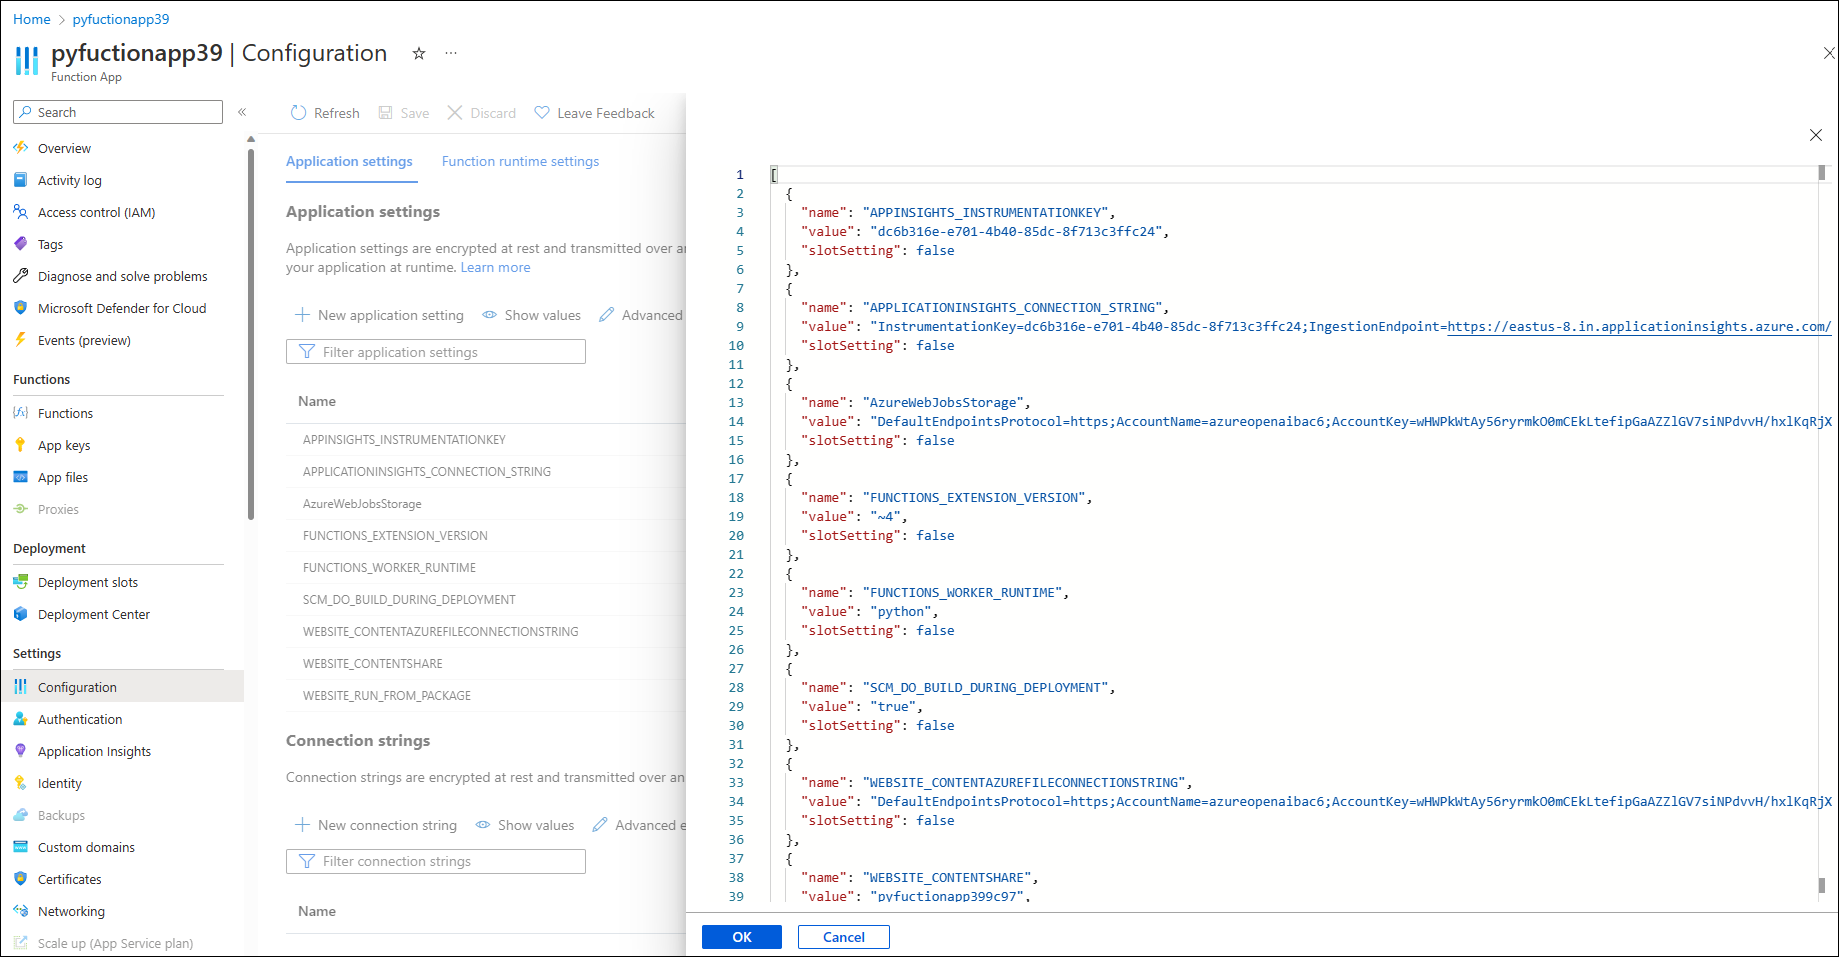 Home > pyfuctionapp39
pyfuctionapp39 | Configuration
Function App
Search
Overview
Activity log
Access control (IAM)
Tags
Diagnose and solve problems
Microsoft Defender for Cloud
Events (preview)
Functions
Functions
App keys
App files
Proxies
Deployment
Deployment slots
Deployment Center
Settings
Configuration
Authentication
Application Insights
Identity
Backups
Custom domains
Certificates
Networking
Scale up (App Service plan)
Refresh Save Discard Leave Feedback
Application settings Function runtime settings
Application settings
Application settings are encrypted at rest and transmitted over an
your application at runtime. Learn more
New application setting Show values Advanced
Filter application settings
Name
APPINSIGHTS_INSTRUMENTATIONKEY
APPLICATIONINSIGHTS_CONNECTION_STRING
AzureWebJobsStorage
FUNCTIONS_EXTENSION_VERSION
FUNCTIONS_WORKER_RUNTIME
SCM_DO_BUILD_DURING_DEPLOYMENT
WEBSITE_CONTENTAZUREFILECONNECTIONSTRING
WEBSITE_CONTENTSHARE
WEBSITE_RUN_FROM_PACKAGE
Connection strings
Connection strings are encrypted at rest and transmitted over an
New connection string Show values Advanced e
Filter connection strings
Name
1 [
2 {
3 "name": "APPINSIGHTS_INSTRUMENTATIONKEY",
4 "value": "dc6b316e-e701-4b40-85dc-8f713c3ffc24",
5 "slotSetting": false
6 },
7 {
8 "name": "APPLICATIONINSIGHTS_CONNECTION_STRING",
9 "value": "InstrumentationKey=dc6b316e-e701-4b40-85dc-8f713c3ffc24;IngestionEndpoint=https://eastus-8.in.applicationinsights.azure.com/
10 "slotSetting": false
11 },
12 {
13 "name": "AzureWebJobsStorage",
14 "value": "DefaultEndpointsProtocol=https;AccountName=azureopenaibac6;AccountKey=wHWPkWtAy56ryrmkO0mCEkLtefipGaAZZlGV7siNPdvvH/hxlKqRjX
15 "slotSetting": false
16 },
17 {
18 "name": "FUNCTIONS_EXTENSION_VERSION",
19 "value": "~4",
20 "slotSetting": false
21 },
22 {
23 "name": "FUNCTIONS_WORKER_RUNTIME",
24 "value": "python",
25 "slotSetting": false
26 },
27 {
28 "name": "SCM_DO_BUILD_DURING_DEPLOYMENT",
29 "value": "true",
30 "slotSetting": false
31 },
32 {
33 "name": "WEBSITE_CONTENTAZUREFILECONNECTIONSTRING",
34 "value": "DefaultEndpointsProtocol=https;AccountName=azureopenaibac6;AccountKey=wHWPkWtAy56ryrmkO0mCEkLtefipGaAZZlGV7siNPdvvH/hxlKqRjX
35 "slotSetting": false
36 },
37 {
38 "name": "WEBSITE_CONTENTSHARE",
39 "value": "pyfuctionapp399c97",
OK Cancel